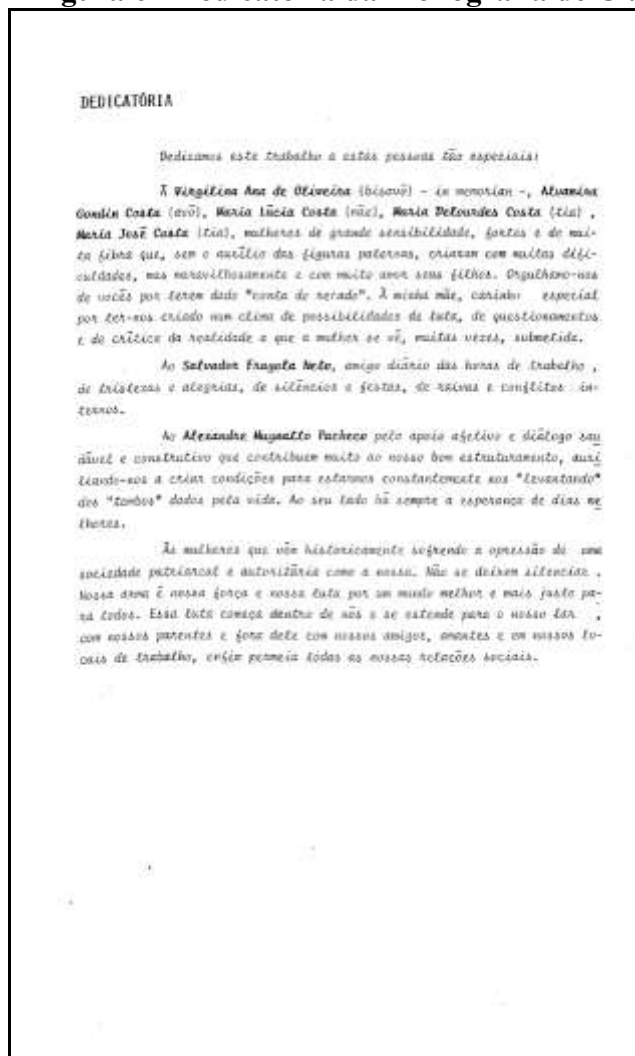 DEDICATÓRIA
Dedicamos este trabalho a estas pessoas tão especiais:
À Virgilina Ana de Oliveira (bisavó) - in memorian -, Alvanina
Gondin Costa (avó), Maria Lúcia Costa (mãe), Maria DeLourdes Costa (tia) ,
Maria José Costa (tia), mulheres de grande sensibilidade, fortes e de mui-
ta fibra que, sem o auxílio das figuras paternas, criaram com muitas difi-
culdades, mas maravilhosamente e com muito amor seus filhos. Orgulhamo-nos
de vocês por terem dado "conta do recado". À minha mãe, carinho especial
por ter-nos criado num clima de possibilidades de luta, de questionamentos
e de crítica da realidade a que a mulher se vê, muitas vezes, submetida.
Ao Salvador Fragola Neto, amigo diário das horas de trabalho ,
de tristezas e alegrias, de silêncios e festas, de raivas e conflitos in-
ternos.
Ao Alexandre Pacheco pelo apoio afetivo e diálogo sau
dável e construtivo que contribuem muito ao nosso bom estruturamento, auxi
liando-nos a criar condições para estarmos constantemente nos "levantando"
dos "tombos" dados pela vida. Ao seu lado há sempre a esperança de dias me
lhores.
Às mulheres que vêm historicamente sofrendo a opressão de uma
sociedade patriarcal e autoritária como a nossa. Não se deixem silenciar .
Nossa arma é nossa força e nossa luta por um mundo melhor e mais justo pa-
ra todos. Essa luta começa dentro de nós e se estende para o nosso lar ,
com nossos parentes e fora dele com nossos amigos, amantes e em nossos lo-
cais de trabalho, enfim permeia todas as nossas relações sociais.